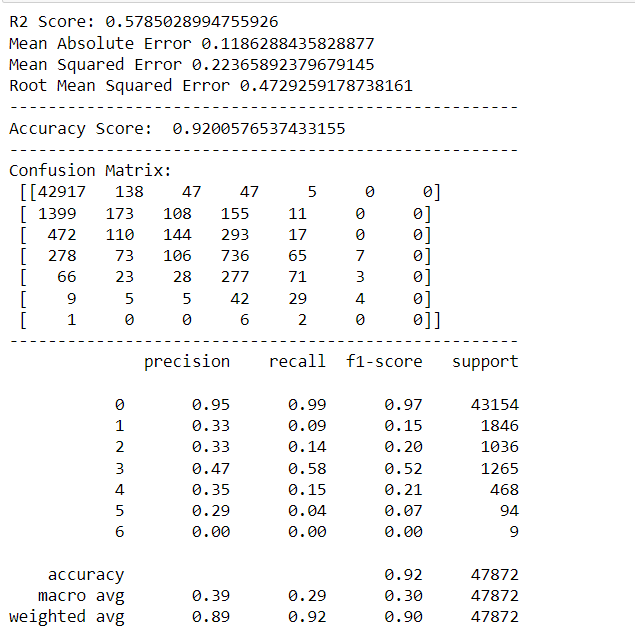 R2 Score: 0.5785028994755926
Mean Absolute Error 0.1186288435828877
Mean Squared Error 0.22365892379679145
Root Mean Squared Error 0.4729259178738161
-----------------------------------------------------
Accuracy Score:  0.9200576537433155
-----------------------------------------------------
Confusion Matrix:
 [[42917   138    47    47     5     0     0]
 [ 1399   173   108   155    11     0     0]
 [  472   110   144   293    17     0     0]
 [  278    73   106   736    65     7     0]
 [   66    23    28   277    71     3     0]
 [    9     5     5    42    29     4     0]
 [    1     0     0     6     2     0     0]]
-----------------------------------------------------
              precision    recall  f1-score   support
           0       0.95      0.99      0.97     43154
           1       0.33      0.09      0.15      1846
           2       0.33      0.14      0.20      1036
           3       0.47      0.58      0.52      1265
           4       0.35      0.15      0.21       468
           5       0.29      0.04      0.07        94
           6       0.00      0.00      0.00         9
    accuracy                           0.92     47872
   macro avg       0.39      0.29      0.30     47872
weighted avg       0.89      0.92      0.90     47872